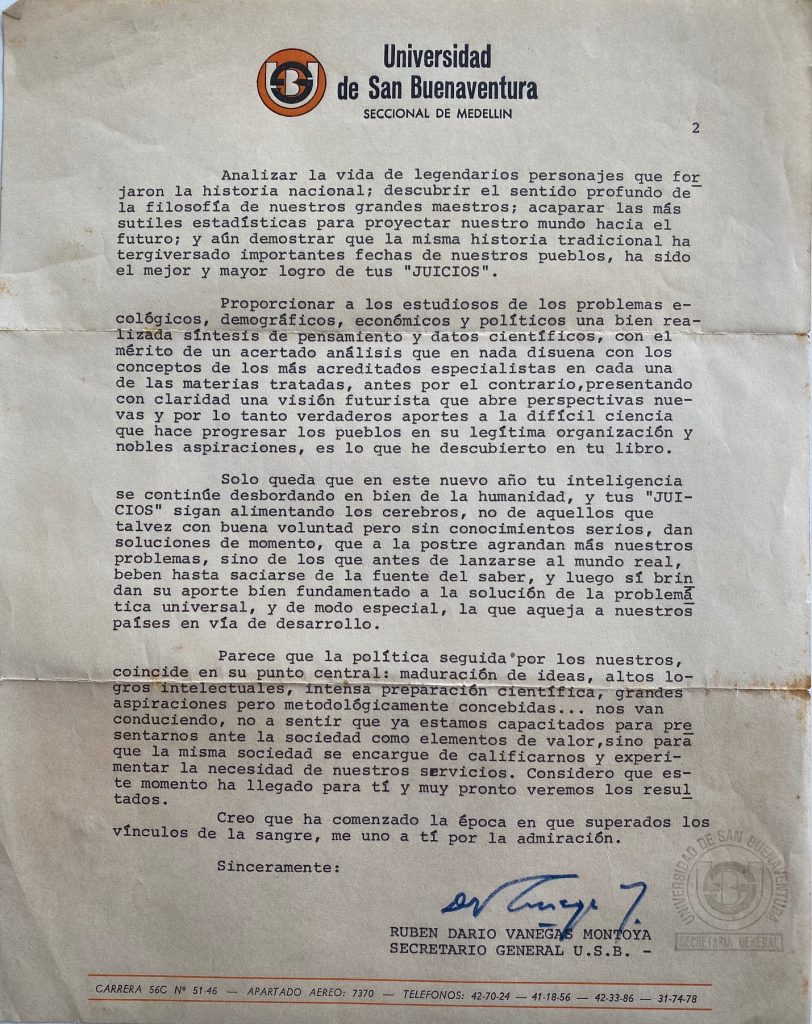 Universidad
de San Buenaventura
SECCIONAL DE MEDELLIN
2
Analizar la vida de legendarios personajes que for
jaron la historia nacional; descubrir el sentido profundo de
la filosofía de nuestros grandes maestros; acaparar las más
sutiles estadísticas para proyectar nuestro mundo hacia el
futuro; y aún demostrar que la misma historia tradicional ha
tergiversado importantes fechas de nuestros pueblos, ha sido
el mejor y mayor logro de tus "JUICIOS".
Proporcionar a los estudiosos de los problemas e-
cológicos, demográficos, económicos y políticos una bien rea-
lizada síntesis de pensamiento y datos científicos, con el
mérito de un acertado análisis que en nada disuena con los
conceptos de los más acreditados especialistas en cada una
de las materias tratadas, antes por el contrario,presentando
con claridad una visión futurista que abre perspectivas nue-
vas y por lo tanto verdaderos aportes a la difícil ciencia
que hace progresar los pueblos en su legítima organización y
nobles aspiraciones, es lo que he descubierto en tu libro.
Solo queda que en este nuevo año tu inteligencia
se continúe desbordando en bien de la humanidad, y tus "JUI-
CIOS" sigan alimentando los cerebros, no de aquellos que
talvez con buena voluntad pero sin conocimientos serios, dan
soluciones de momento, que a la postre agrandan más nuestros
problemas, sino de los que antes de lanzarse al mundo real,
beben hasta saciarse de la fuente del saber, y luego sí brin
dan su aporte bien fundamentado a la solución de la problemá
tica universal, y de modo especial, la que aqueja a nuestros
países en vía de desarrollo.
Parece que la política seguida por los nuestros,
coincide en su punto central: maduración de ideas, altos lo-
gros intelectuales, intensa preparación científica, grandes
aspiraciones pero metodológicamente concebidas... nos van
conduciendo, no a sentir que ya estamos capacitados para pre
sentarnos ante la sociedad como elementos de valor,sino para
que la misma sociedad se encargue de calificarnos y experi-
mentar la necesidad de nuestros servicios. Considero que es-
te momento ha llegado para tí y muy pronto veremos los resul
tados.
Creo que ha comenzado la época en que superados los
vínculos de la sangre, me uno a tí por la admiración.
Sinceramente:
RUBEN DARIO VANEGAS MONTOYA
SECRETARIO GENERAL U.S.B. -
UNIVERSIDAD DE SAN BUENAVENTURA
SECRETARIA GENERAL
CARRERA 56C Nº 51-46 — APARTADO AEREO: 7370 — TELEFONOS: 42-70-24 — 41-18-56 — 42-33-86 — 31-74-78